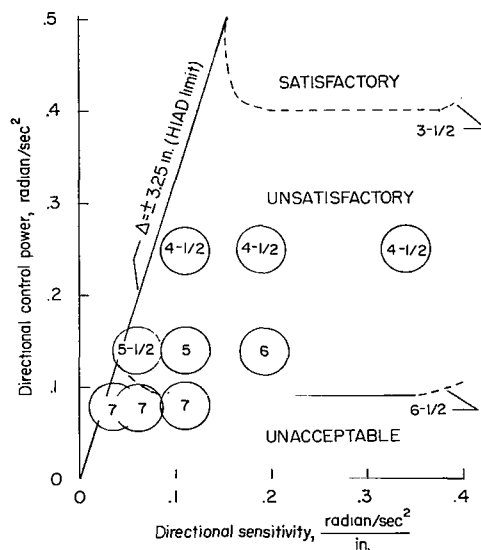 .5
SATISFACTORY
.4
3-1/2
Δ=± 3.25 in. (HIAD limit)
Directional control power, radian/sec²
.3
UNSATISFACTORY
4-1/2 4-1/2 4-1/2
.2
5-1/2 5 6
.1
7 7 7
6-1/2
UNACCEPTABLE
0
0 .1 .2 .3 .4
Directional sensitivity, radian/sec²
in.